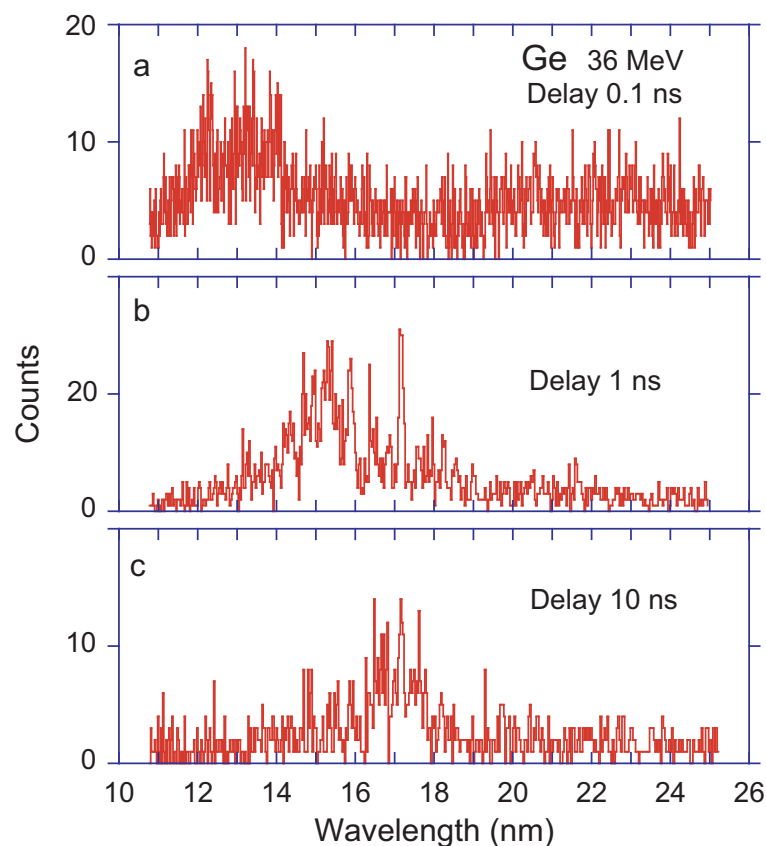 20
a
Ge 36 MeV
Delay 0.1 ns
10
0
b
Delay 1 ns
20
Counts
0
c
Delay 10 ns
10
0
10 12 14 16 18 20 22 24 26
Wavelength (nm)